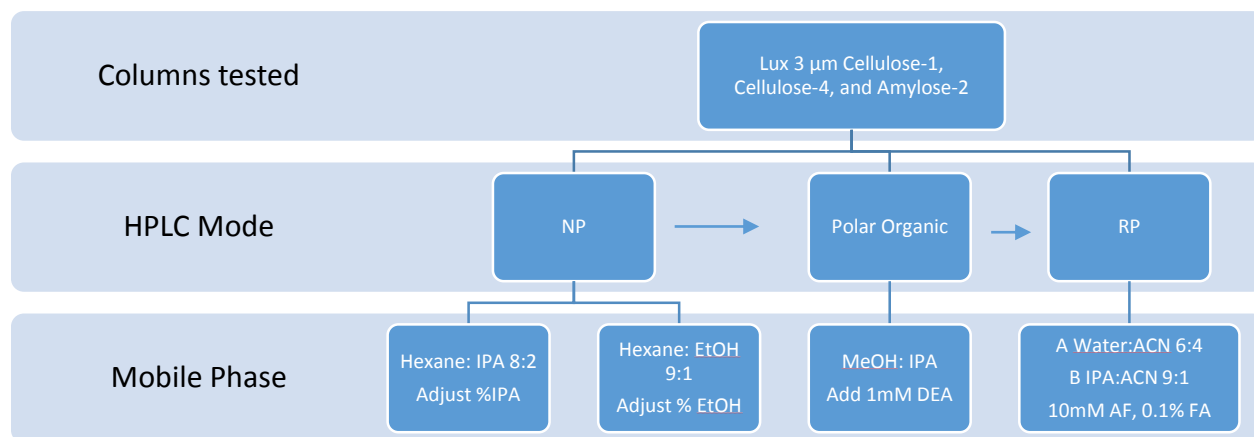 Columns tested
Lux 3 µm Cellulose-1,
Cellulose-4, and Amylose-2
HPLC Mode
NP
Polar Organic
RP
Mobile Phase
Hexane: IPA 8:2
Adjust %IPA
Hexane: EtOH
9:1
Adjust % EtOH
MeOH: IPA
Add 1mM DEA
A Water:ACN 6:4
B IPA:ACN 9:1
10mM AF, 0.1% FA